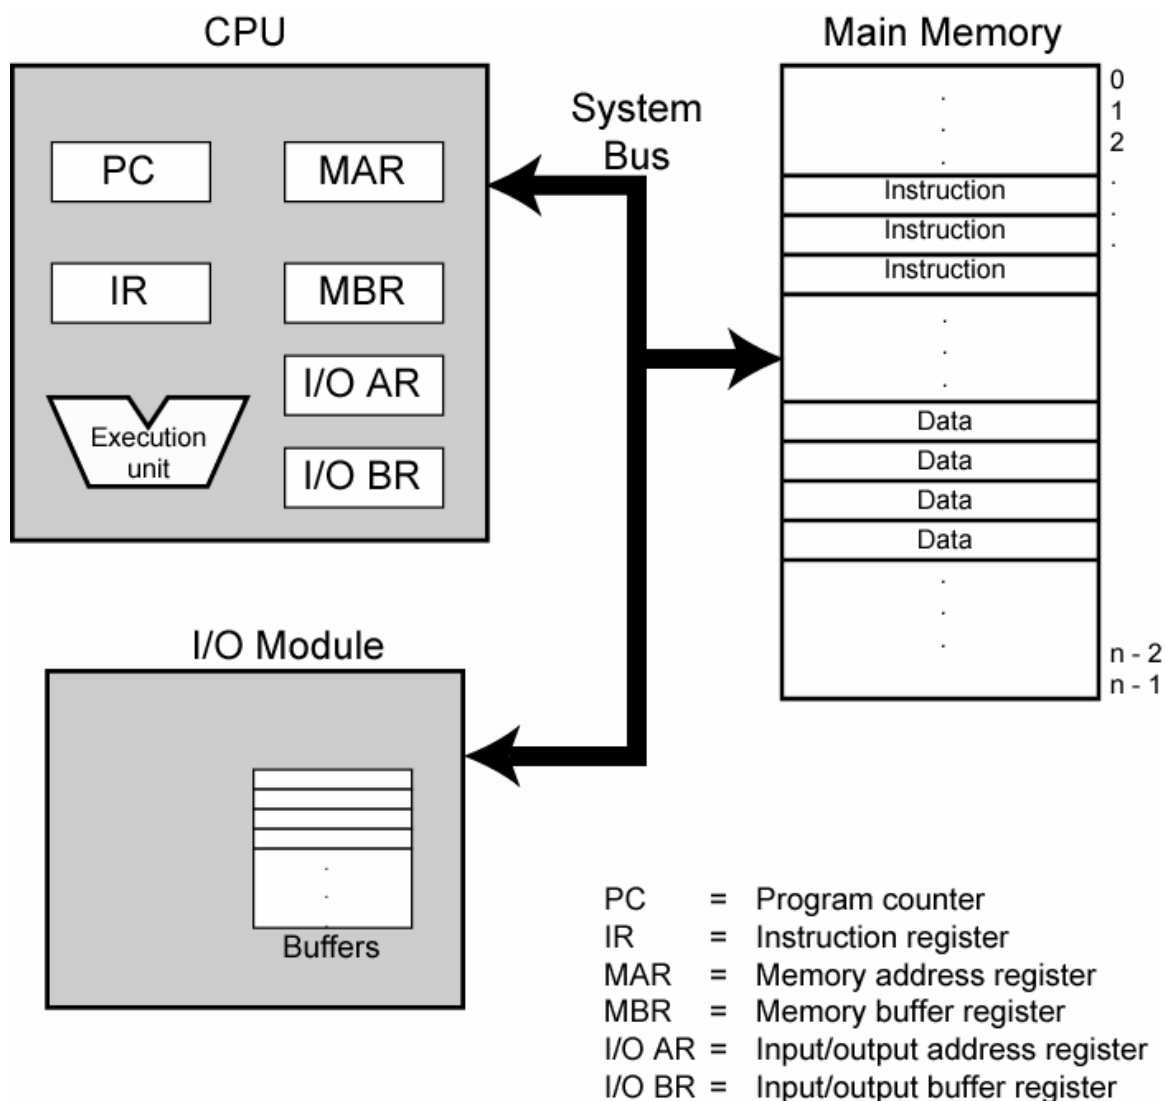 CPU
Main Memory
System
Bus
PC
MAR
IR
MBR
I/O AR
I/O BR
Execution
unit
0
1
2
.
.
.
.
.
.
Instruction
Instruction
Instruction
.
.
.
Data
Data
Data
Data
.
.
.
n - 2
n - 1
I/O Module
.
.
.
Buffers
PC = Program counter
IR = Instruction register
MAR = Memory address register
MBR = Memory buffer register
I/O AR = Input/output address register
I/O BR = Input/output buffer register